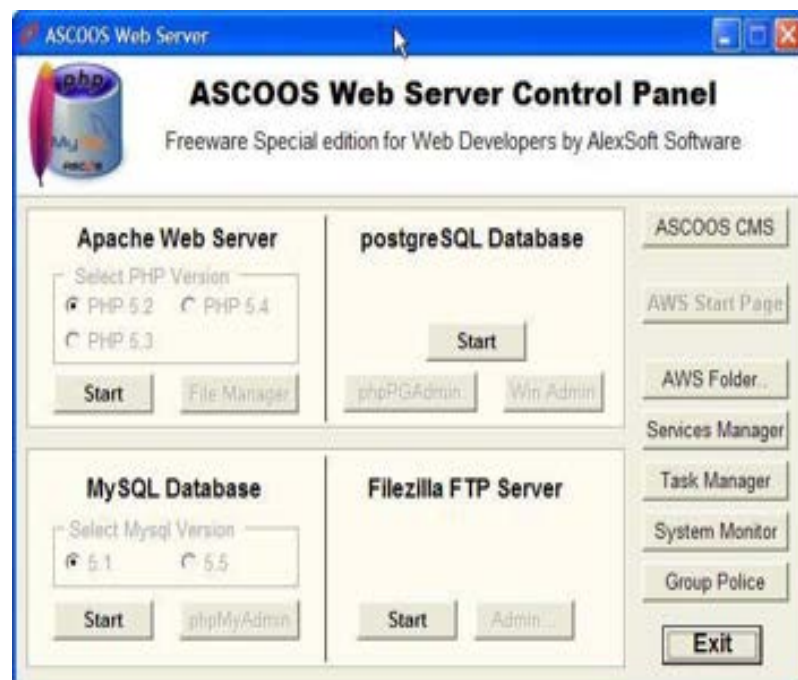 ASCOOS Web Server
php
MySQL
ASCOOS
ASCOOS Web Server Control Panel
Freeware Special edition for Web Developers by AlexSoft Software
Apache Web Server
Select PHP Version
PHP 5.2 PHP 5.4
PHP 5.3
Start File Manager
postgreSQL Database
Start
phpPGAdmin Win Admin
MySQL Database
Select Mysql Version
5.1 5.5
Start phpMyAdmin
Filezilla FTP Server
Start Admin...
ASCOOS CMS
AWS Start Page
AWS Folder..
Services Manager
Task Manager
System Monitor
Group Police
Exit